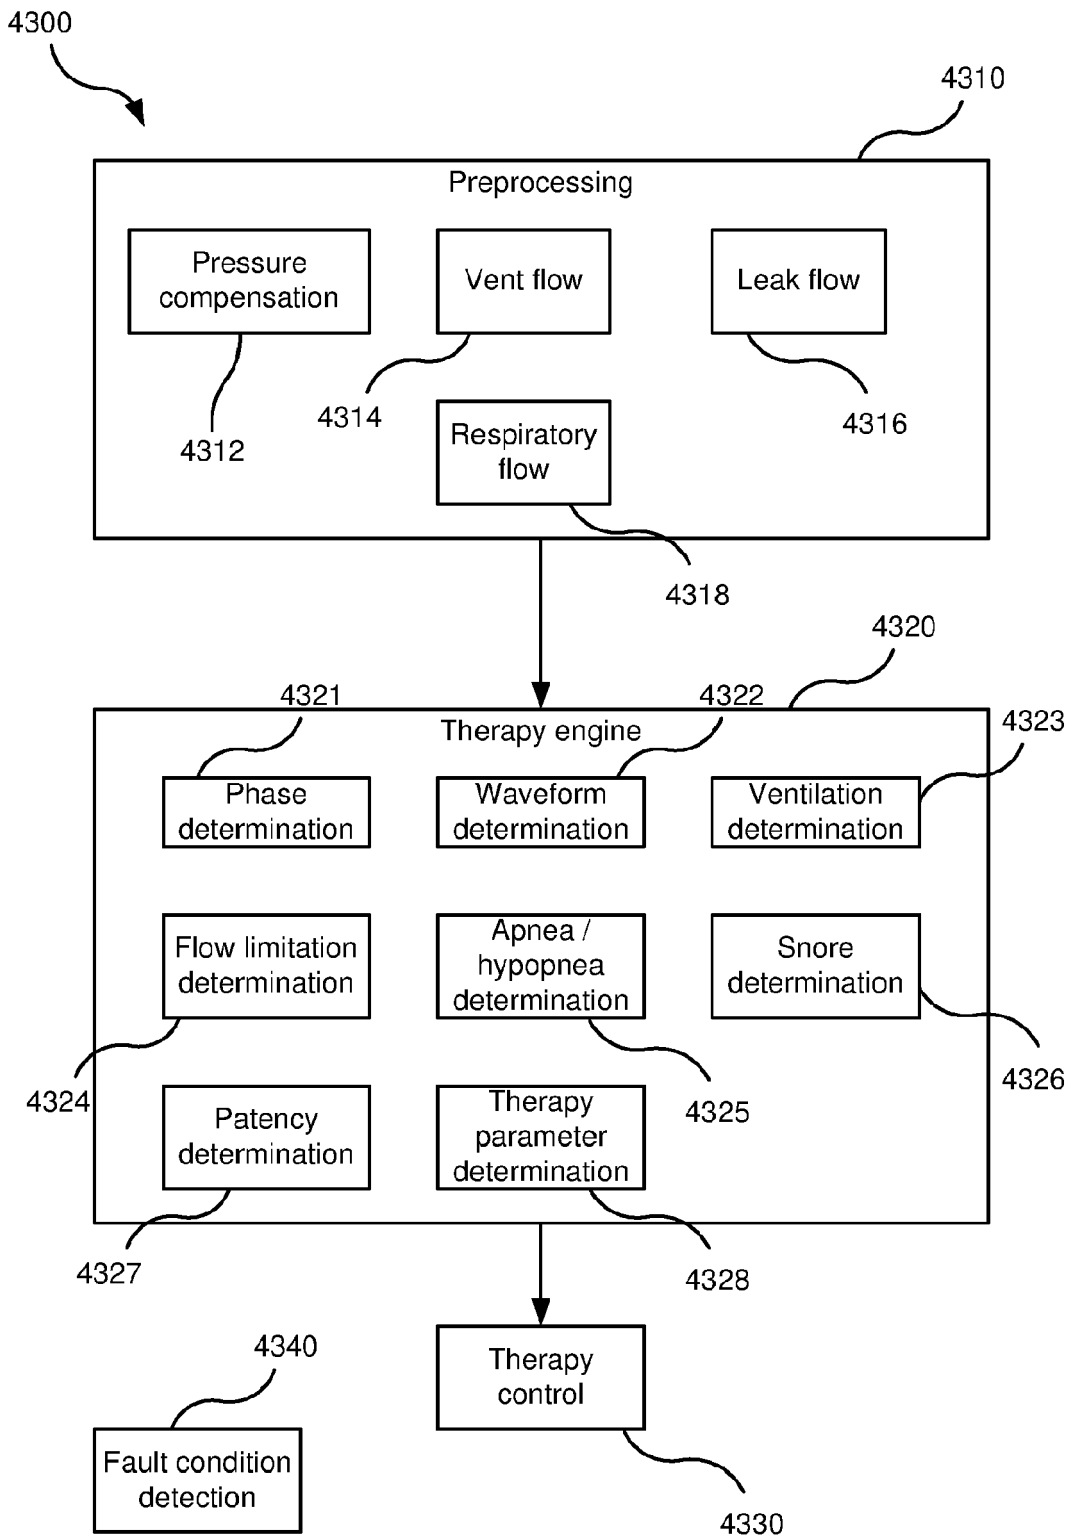 4300
4310
Preprocessing
Pressure
compensation
Vent flow
Leak flow
4312
4314
4316
Respiratory
flow
4318
4320
4321
4322
4323
Therapy engine
Phase
determination
Waveform
determination
Ventilation
determination
Flow limitation
determination
Apnea /
hypopnea
determination
Snore
determination
4324
4325
4326
Patency
determination
Therapy
parameter
determination
4327
4328
Therapy
control
4330
4340
Fault condition
detection